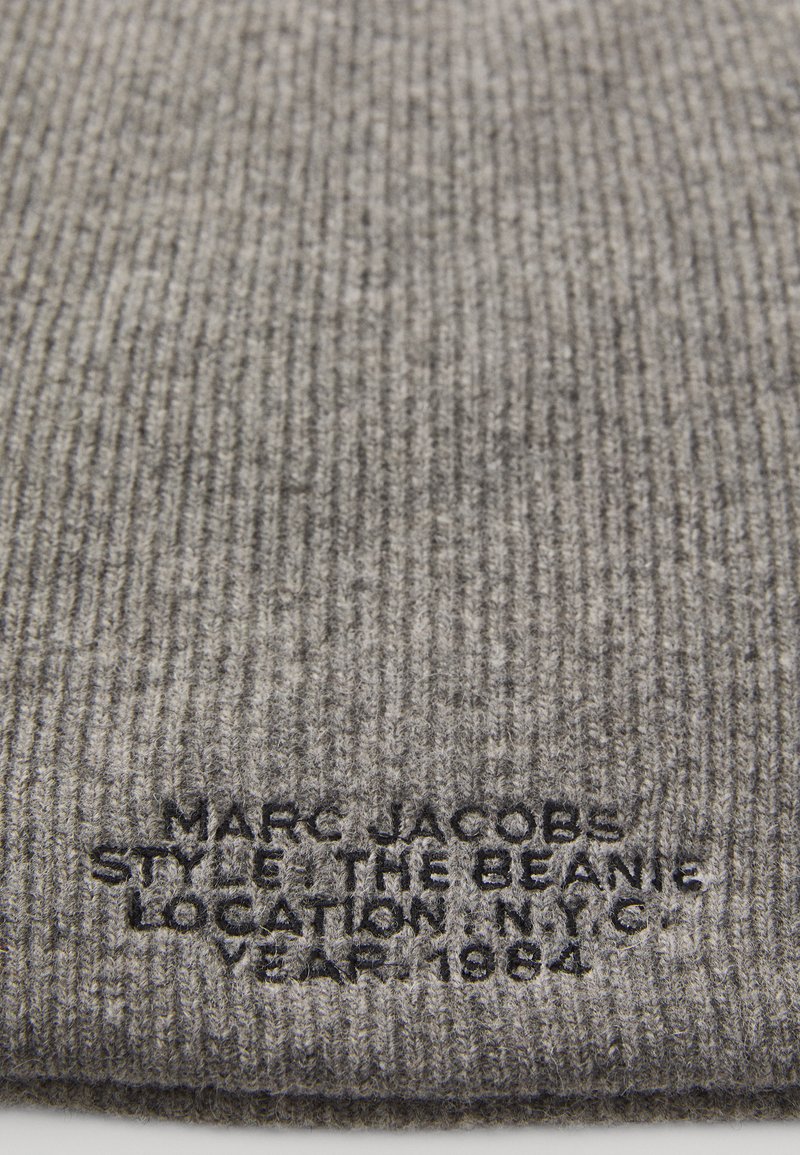 MARC JACOBS
STYLE: THE BEANIE
LOCATION: N.Y.C.
YEAR: 1984